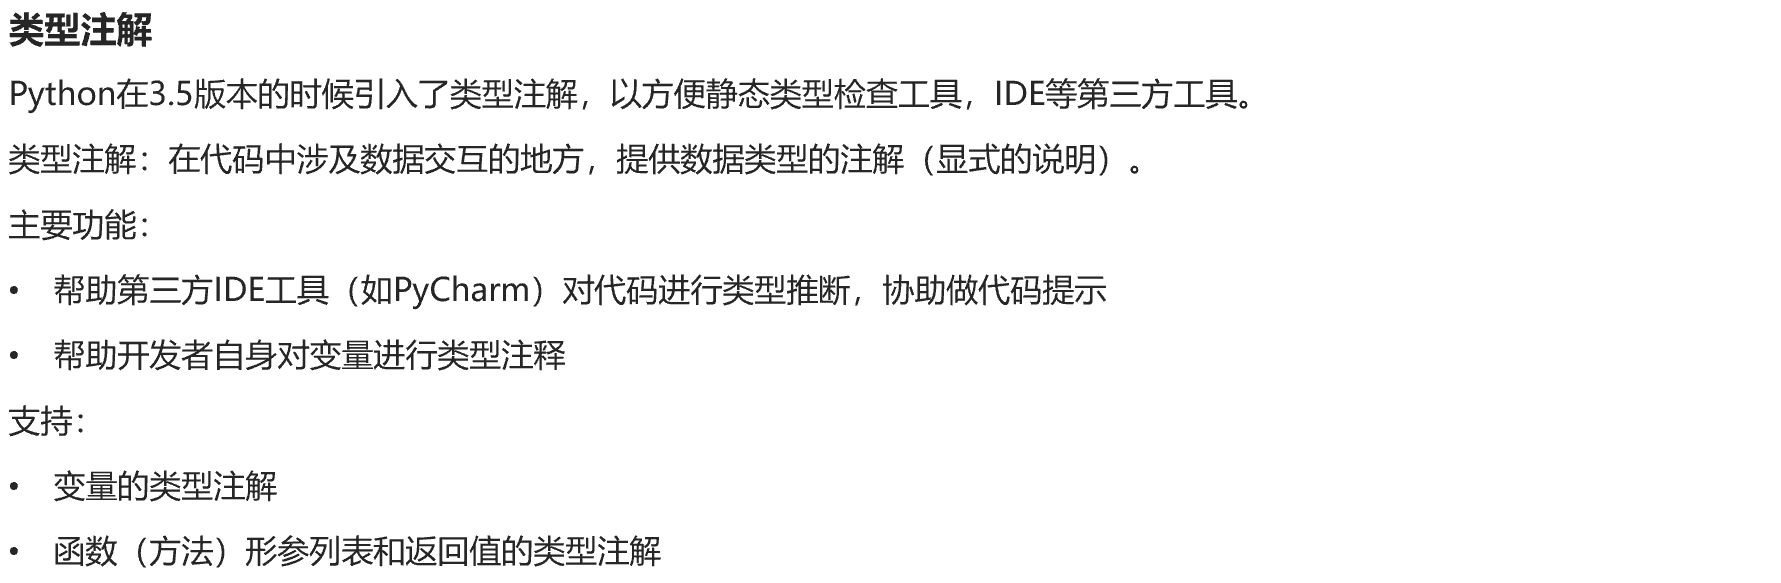 类型注解
Python在3.5版本的时候引入了类型注解，以方便静态类型检查工具，IDE等第三方工具。
类型注解：在代码中涉及数据交互的地方，提供数据类型的注解（显式的说明）。
主要功能：
• 帮助第三方IDE工具（如PyCharm）对代码进行类型推断，协助做代码提示
• 帮助开发者自身对变量进行类型注释
支持：
• 变量的类型注解
• 函数（方法）形参列表和返回值的类型注解